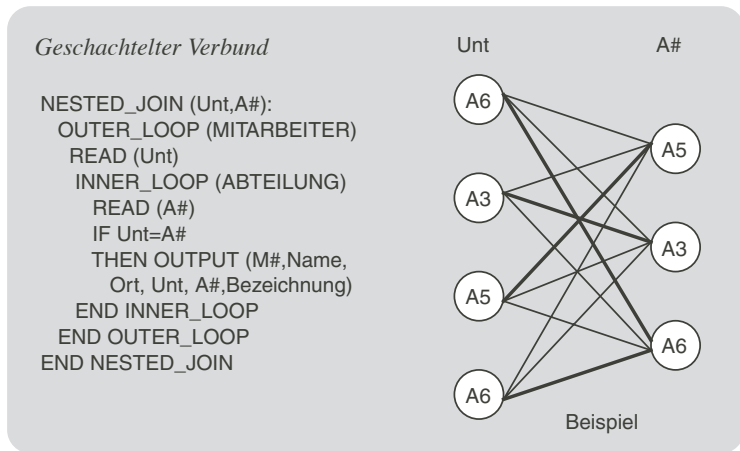 Geschachtelter Verbund
NESTED_JOIN (Unt,A#):
OUTER_LOOP (MITARBEITER)
READ (Unt)
INNER_LOOP (ABTEILUNG)
READ (A#)
IF Unt=A#
THEN OUTPUT (M#,Name,
Ort, Unt, A#,Bezeichnung)
END INNER_LOOP
END OUTER_LOOP
END NESTED_JOIN
Unt
A#
A6
A5
A3
A3
A5
A6
A6
Beispiel